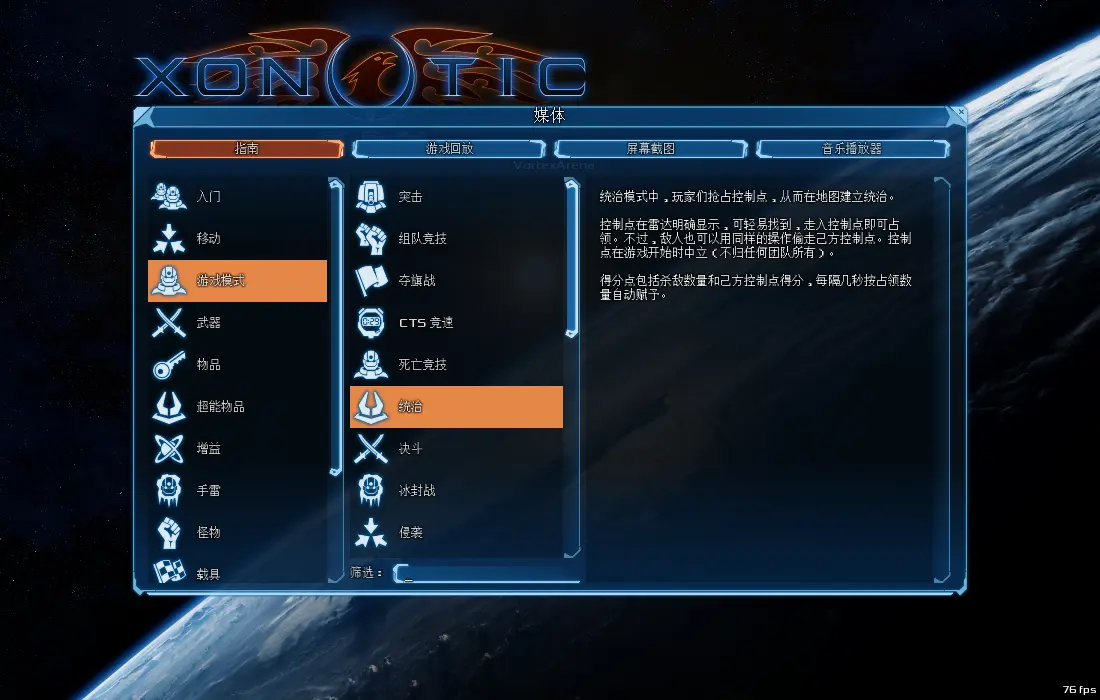 XONOTIC
媒体
指南
游戏回放
屏幕截图
音乐播放器
VortexArena
入门
移动
游戏模式
武器
物品
超能物品
增益
手雷
怪物
载具
突击
组队竞技
夺旗战
CTS 竞速
死亡竞技
统治
决斗
冰封战
侵袭
筛选：
统治模式中，玩家们抢占控制点，从而在地图建立统治。
控制点在雷达明确显示，可轻易找到，走入控制点即可占
领。不过，敌人也可以用同样的操作偷走己方控制点。控制
点在游戏开始时中立（不归任何团队所有）。
得分点包括杀敌数量和己方控制点得分，每隔几秒按占领数
量自动赋予。
76 fps